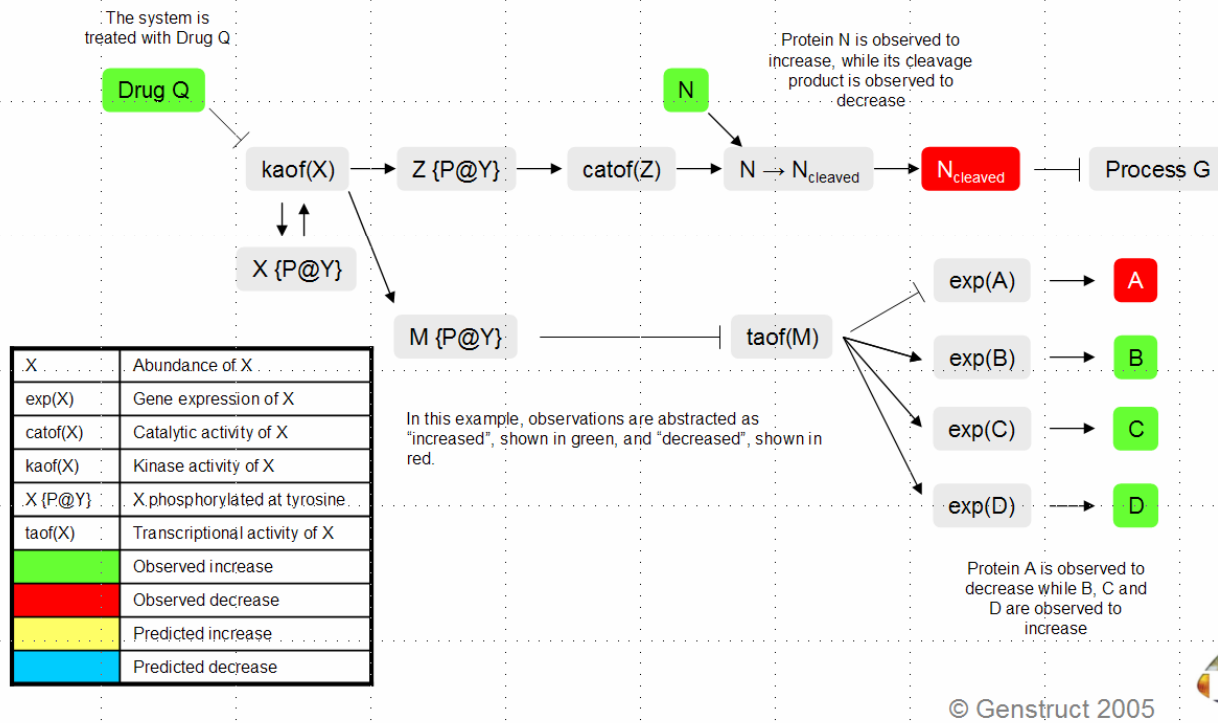 The system is
treated with Drug Q
Drug Q
Protein N is observed to
increase, while its cleavage
product is observed to
decrease
N
kaof(X)
Z {P@Y}
catof(Z)
N → Ncleaved
Ncleaved
Process G
X {P@Y}
M {P@Y}
taof(M)
exp(A)
A
exp(B)
B
exp(C)
C
exp(D)
D
In this example, observations are abstracted as
“increased”, shown in green, and “decreased”, shown in
red.
X Abundance of X
exp(X) Gene expression of X
catof(X) Catalytic activity of X
kaof(X) Kinase activity of X
X {P@Y} X phosphorylated at tyrosine
taof(X) Transcriptional activity of X
Observed increase
Observed decrease
Predicted increase
Predicted decrease
Protein A is observed to
decrease while B, C and
D are observed to
increase
© Genstruct 2005